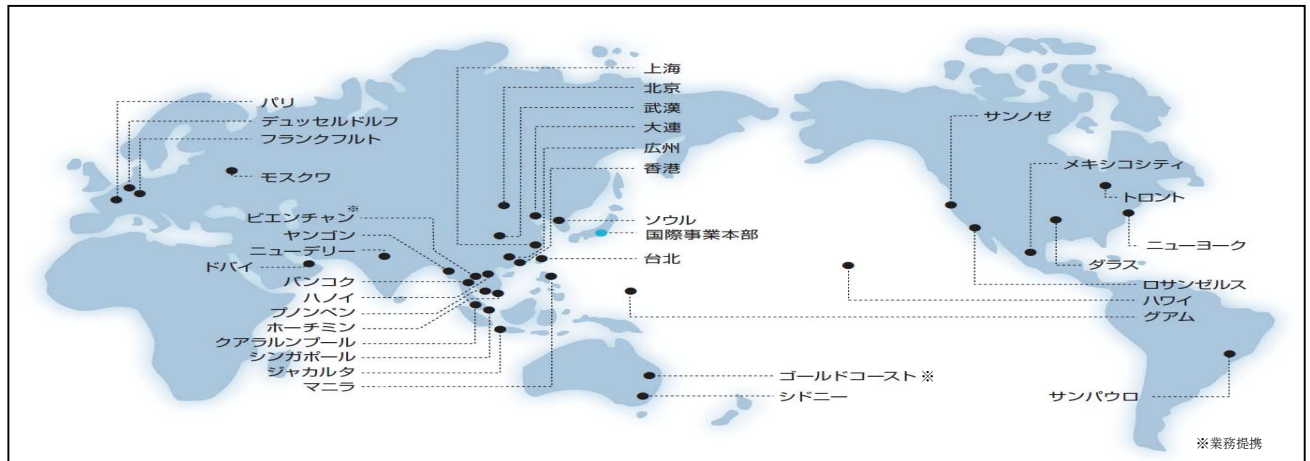 パリ
デュッセルドルフ
フランクフルト
モスクワ
ビエンチャン※
ヤンゴン
ニューデリー
ドバイ
バンコク
ハノイ
プノンペン
ホーチミン
クアラルンプール
シンガポール
ジャカルタ
マニラ
上海
北京
武漢
大連
広州
香港
ソウル
国際事業本部
台北
ゴールドコースト※
シドニー
サンノゼ
メキシコシティ
トロント
ニューヨーク
ダラス
ロサンゼルス
ハワイ
グアム
サンパウロ
※業務提携